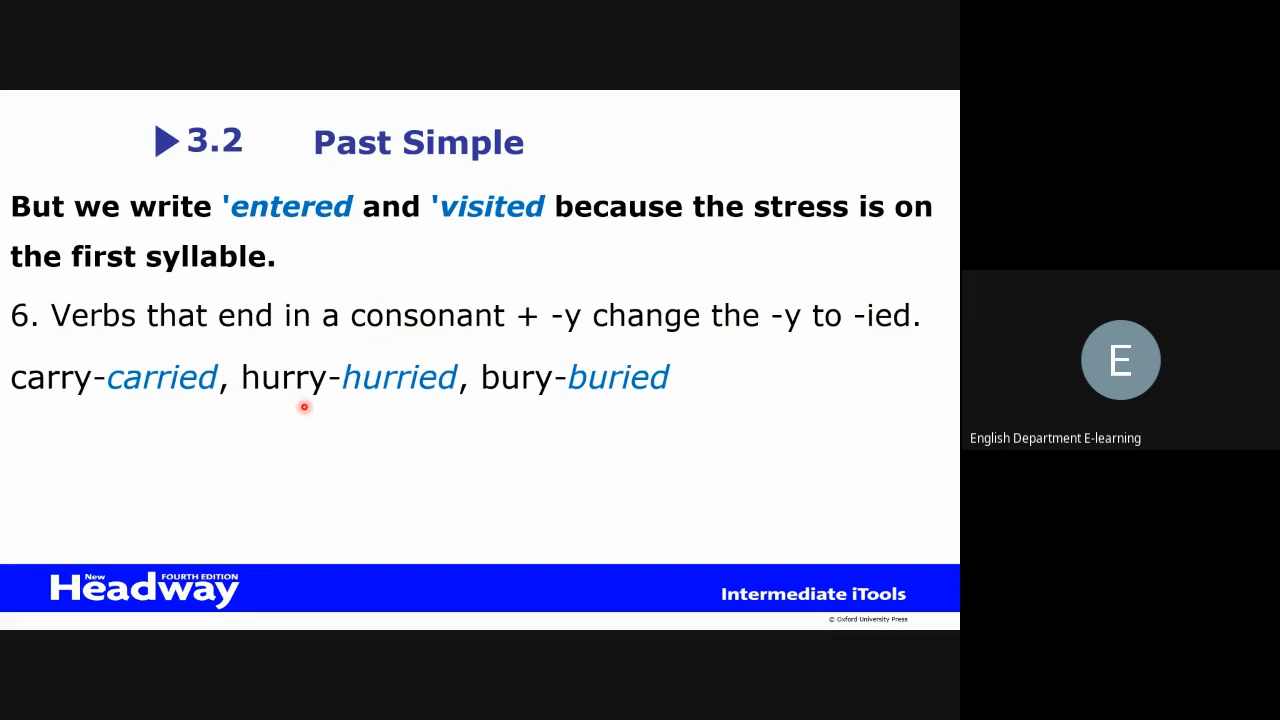 ▶3.2 Past Simple
But we write 'entered and 'visited because the stress is on
the first syllable.
6. Verbs that end in a consonant + -y change the -y to -ied.
carry-carried, hurry-hurried, bury-buried
E
English Department E-learning
New Headway FOURTH EDITION
Intermediate iTools
© Oxford University Press